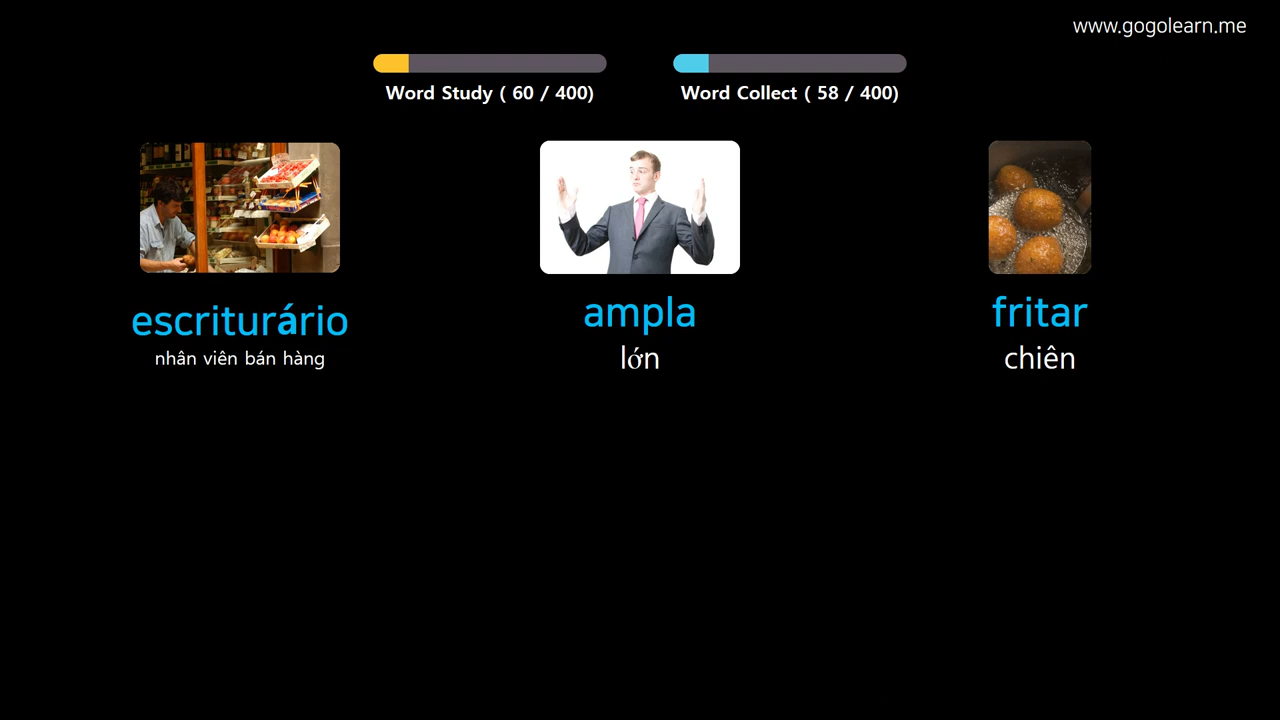 www.gogolearn.me
Word Study ( 60 / 400)
Word Collect ( 58 / 400)
escriturário
ampla
fritar
nhân viên bán hàng
lớn
chiên